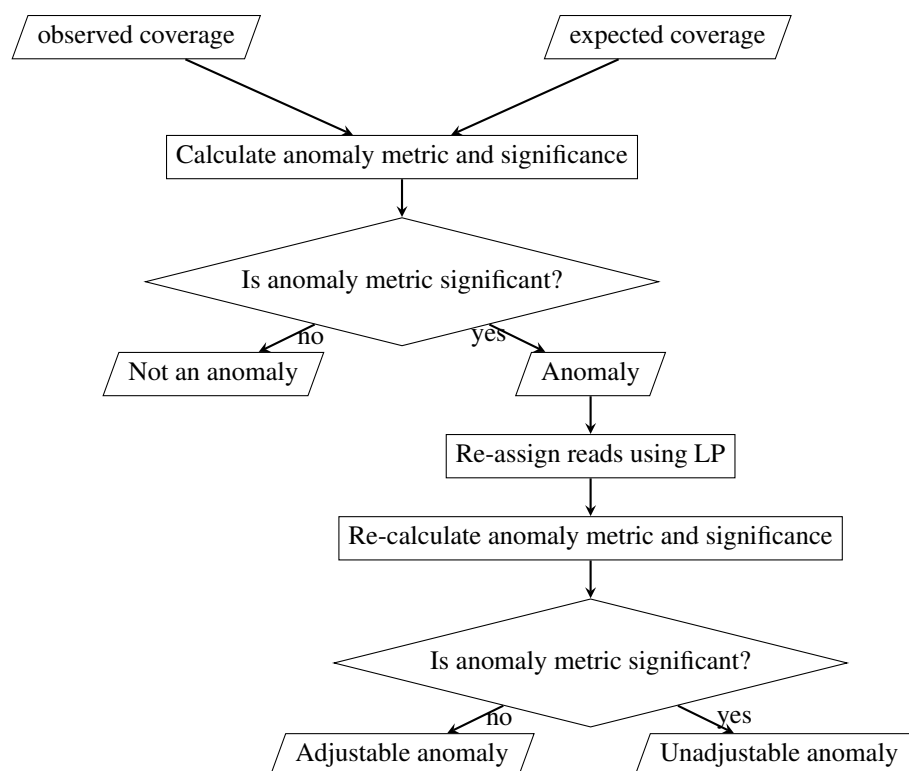 observed coverage
expected coverage
Calculate anomaly metric and significance
Is anomaly metric significant?
no
yes
Not an anomaly
Anomaly
Re-assign reads using LP
Re-calculate anomaly metric and significance
Is anomaly metric significant?
no
yes
Adjustable anomaly
Unadjustable anomaly